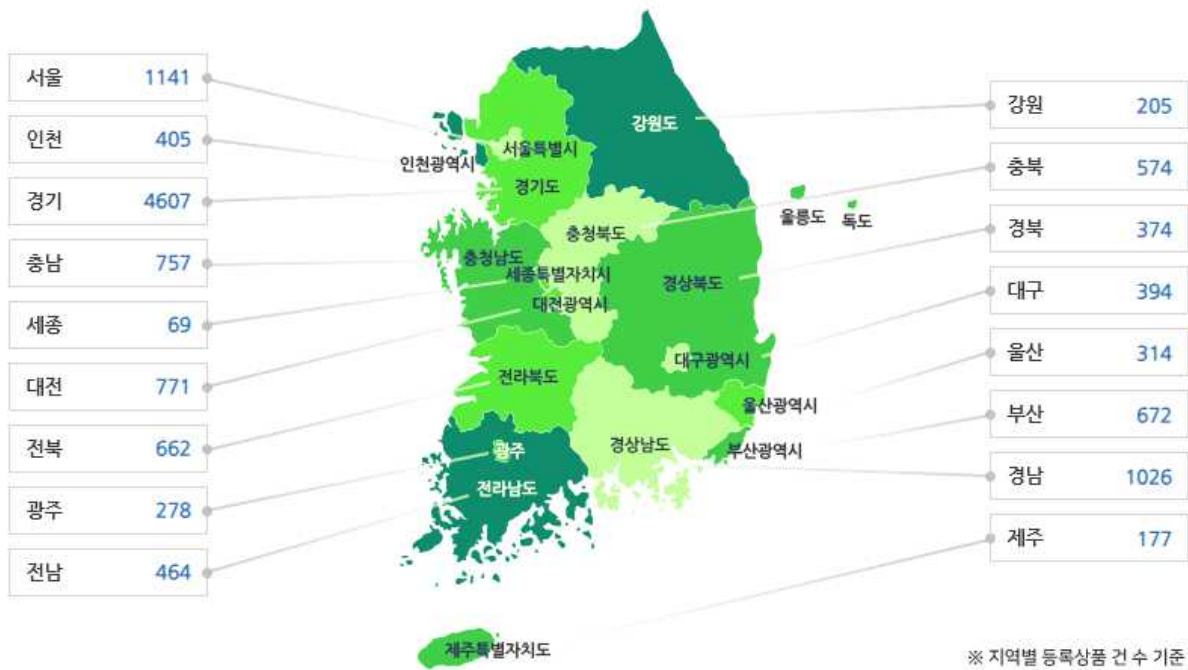 서울 1141
인천 405
경기 4607
충남 757
세종 69
대전 771
전북 662
광주 278
전남 464
강원도
서울특별시
인천광역시
경기도
울릉도
독도
충청북도
충청남도
세종특별자치시
경상북도
대전광역시
대구광역시
전라북도
울산광역시
경상남도
부산광역시
광주
전라남도
제주특별자치도
강원 205
충북 574
경북 374
대구 394
울산 314
부산 672
경남 1026
제주 177
※ 지역별 등록상품 건 수 기준